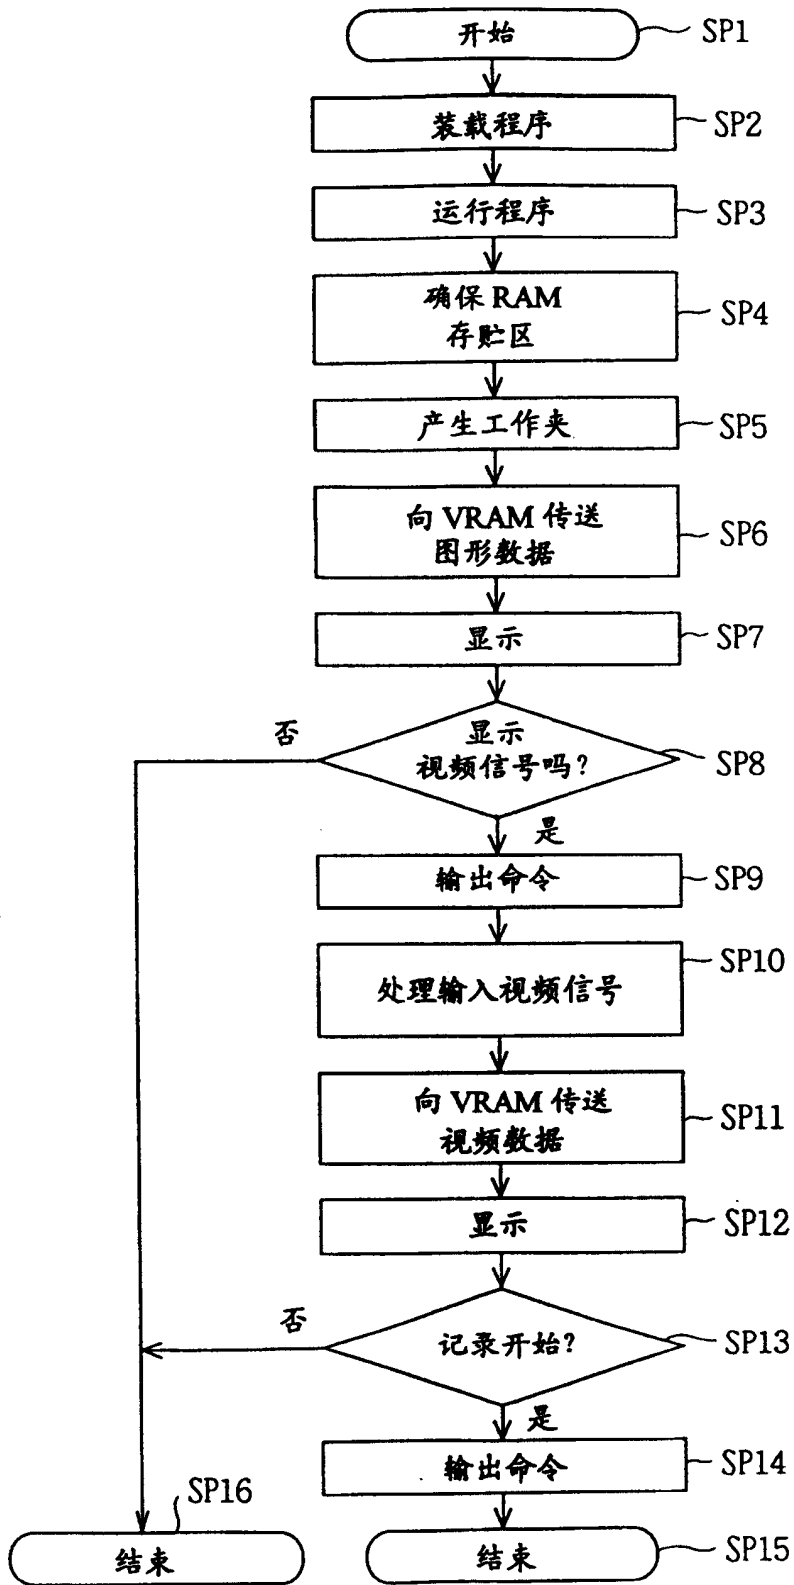 开始
SP1
装载程序
SP2
运行程序
SP3
确保 RAM
存贮区
SP4
产生工作夹
SP5
向 VRAM 传送
图形数据
SP6
显示
SP7
否
显示
视频信号吗?
SP8
是
输出命令
SP9
处理输入视频信号
SP10
向 VRAM 传送
视频数据
SP11
显示
SP12
否
记录开始?
SP13
是
输出命令
SP14
SP16
结束
结束
SP15